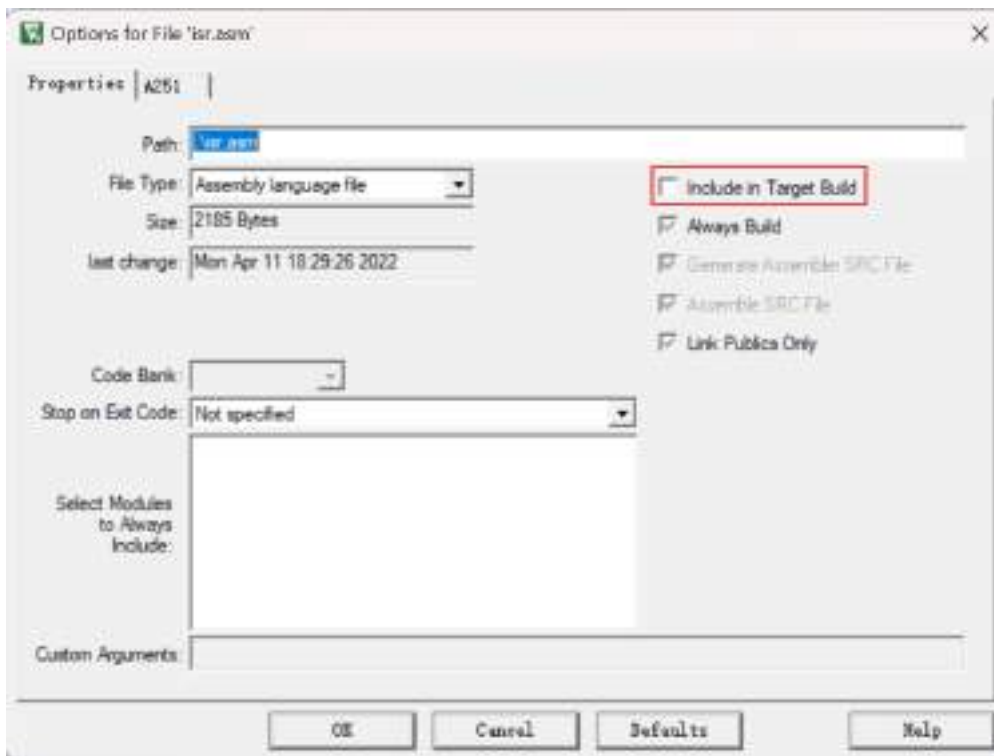 Options for File 'isr.asm'
Properties
A251
Path: .\isr.asm
File Type: Assembly language file
Include in Target Build
Size: 2185 Bytes
Always Build
last change: Mon Apr 11 18:29:26 2022
Generate Assembler SRC File
Assemble SRC File
Link Publics Only
Code Bank:
Stop on Exit Code: Not specified
Select Modules
to Always
Include:
Custom Arguments:
OK
Cancel
Defaults
Help